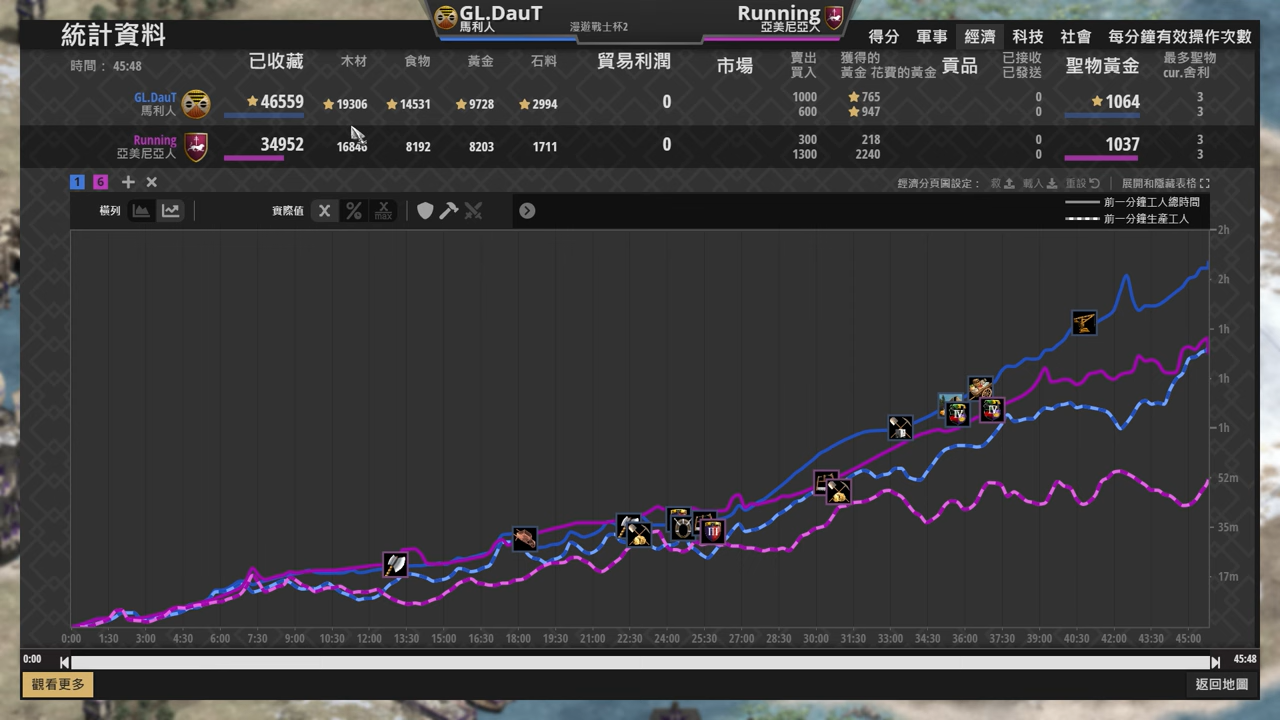 GL.DauT
馬利人
漫遊戰士杯2
Running
亞美尼亞人
統計資料
得分 軍事 經濟 科技 社會 每分鐘有效操作次數
時間： 45:48
已收藏 木材 食物 黃金 石料 貿易利潤 市場
賣出
買入
獲得的
黃金 花費的黃金
貢品
已接收
已發送
聖物黃金
最多聖物
cur.舍利
GL.DauT
馬利人
46559 19306 14531 9728 2994 0
1000 765 0
600 947 0
1064
3
3
Running
亞美尼亞人
34952 16846 8192 8203 1711 0
300 218 0
1300 2240 0
1037
3
3
1 6
經濟分頁圖設定： 載入 重設 展開和隱藏表格
橫列 實際值 X % X/max
前一分鐘工人總時間
前一分鐘生產工人
2h
2h
1h
1h
1h
52m
35m
17m
IV IV
III
0:00 1:30 3:00 4:30 6:00 7:30 9:00 10:30 12:00 13:30 15:00 16:30 18:00 19:30 21:00 22:30 24:00 25:30 27:00 28:30 30:00 31:30 33:00 34:30 36:00 37:30 39:00 40:30 42:00 43:30 45:00
0:00 45:48
觀看更多 返回地圖